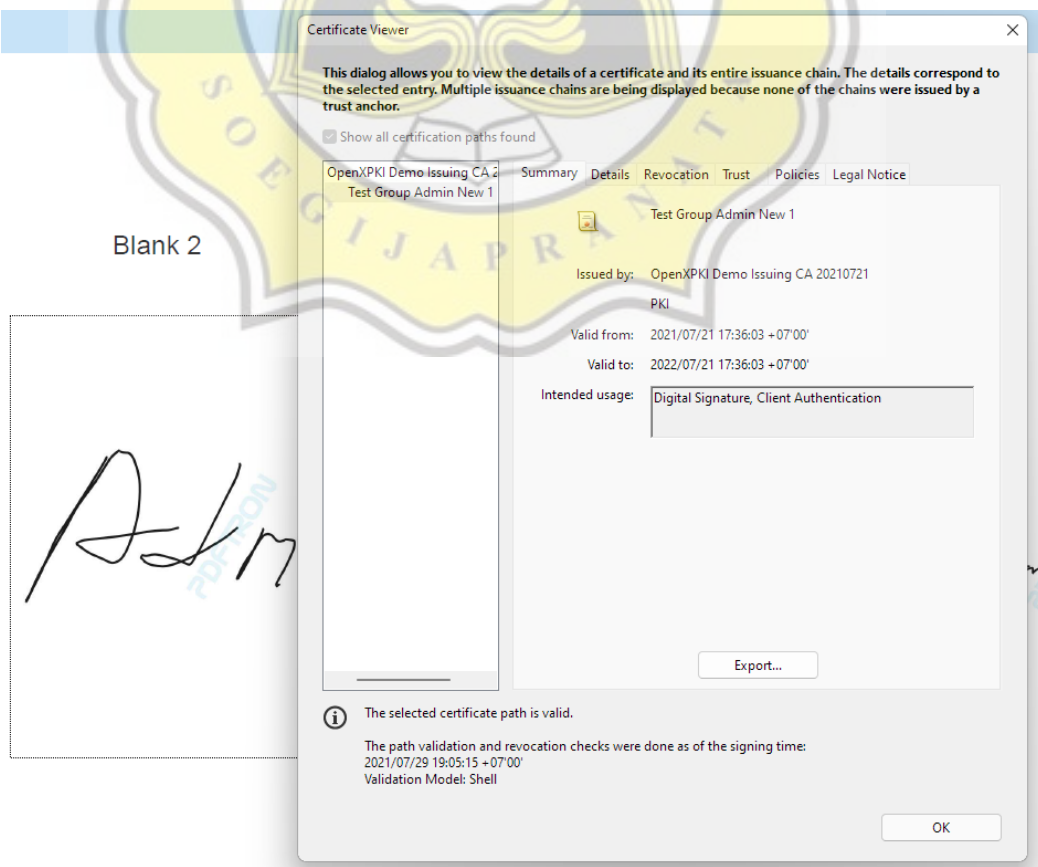 Certificate Viewer
This dialog allows you to view the details of a certificate and its entire issuance chain. The details correspond to
the selected entry. Multiple issuance chains are being displayed because none of the chains were issued by a
trust anchor.
Show all certification paths found
OpenXPKI Demo Issuing CA 2
Test Group Admin New 1
Summary Details Revocation Trust Policies Legal Notice
Test Group Admin New 1
Issued by: OpenXPKI Demo Issuing CA 20210721
PKI
Valid from: 2021/07/21 17:36:03 +07'00'
Valid to: 2022/07/21 17:36:03 +07'00'
Intended usage: Digital Signature, Client Authentication
Export...
The selected certificate path is valid.
The path validation and revocation checks were done as of the signing time:
2021/07/29 19:05:15 +07'00'
Validation Model: Shell
OK
Blank 2
Adm
PDFTRON
SOEGIJAPRANATA